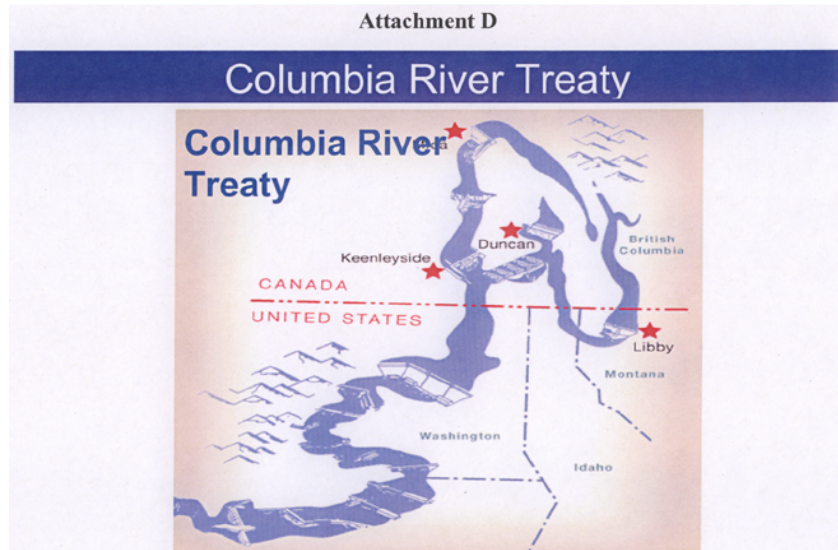 Attachment D
Columbia River Treaty
Columbia River
Treaty
Duncan
British
Columbia
Keenleyside
CANADA
UNITED STATES
Libby
Montana
Washington
Idaho